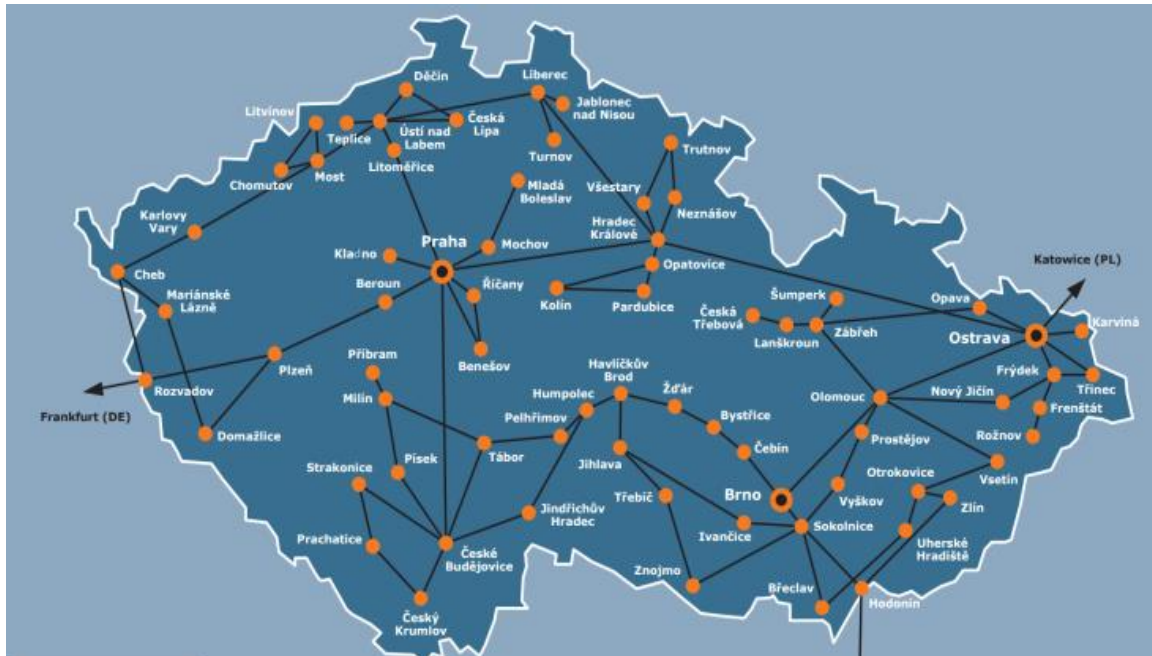 Děčín
Liberec
Litvínov
Jablonec
nad Nisou
Teplice
Ústí nad
Labem
Česká
Lípa
Turnov
Trutnov
Chomutov
Most
Litoměřice
Mladá
Boleslav
Všestary
Neznášov
Karlovy
Vary
Hradec
Králové
Praha
Mochov
Kladno
Katowice (PL)
Cheb
Mariánské
Lázně
Beroun
Říčany
Opatovice
Kolín
Pardubice
Šumperk
Česká
Třebová
Lanškroun
Zábřeh
Opava
Karviná
Ostrava
Plzeň
Benešov
Příbram
Rozvadov
Frankfurt (DE)
Milín
Humpolec
Havlíčkův
Brod
Žďár
Olomouc
Nový Jičín
Frýdek
Třinec
Frenštát
Rožnov
Pelhřimov
Bystřice
Domažlice
Čebín
Prostějov
Strakonice
Písek
Tábor
Jihlava
Otrokovice
Vsetín
Třebíč
Brno
Vyškov
Zlín
Jindřichův
Hradec
Ivančice
Sokolnice
Uherské
Hradiště
Prachatice
České
Budějovice
Znojmo
Břeclav
Hodonín
Český
Krumlov